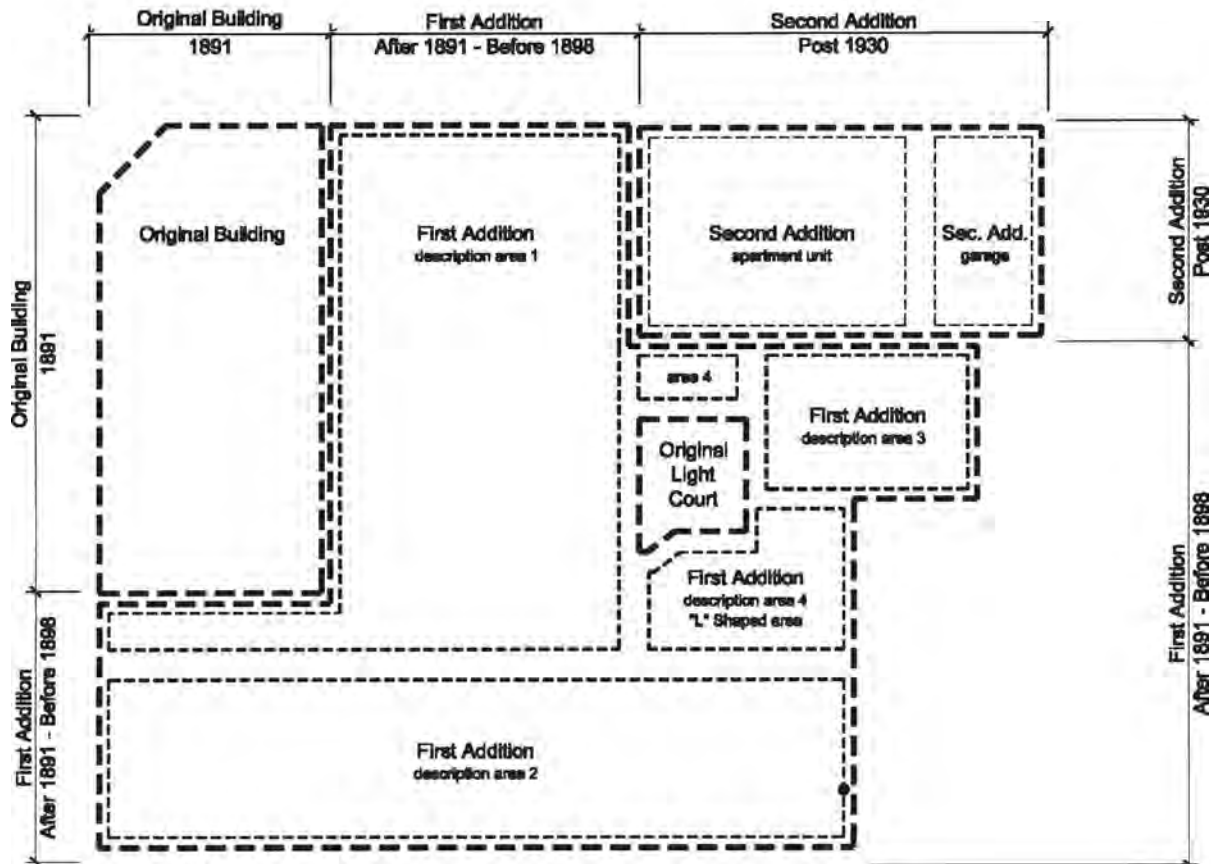 Original Building
1891
First Addition
After 1891 - Before 1898
Second Addition
Post 1930
Original Building
1891
First Addition
After 1891 - Before 1898
Second Addition
Post 1930
First Addition
After 1891 - Before 1898
Original Building
First Addition
description area 1
Second Addition
apartment unit
Sec. Add.
garage
area 4
First Addition
description area 3
Original
Light
Court
First Addition
description area 4
"L" Shaped area
First Addition
description area 2